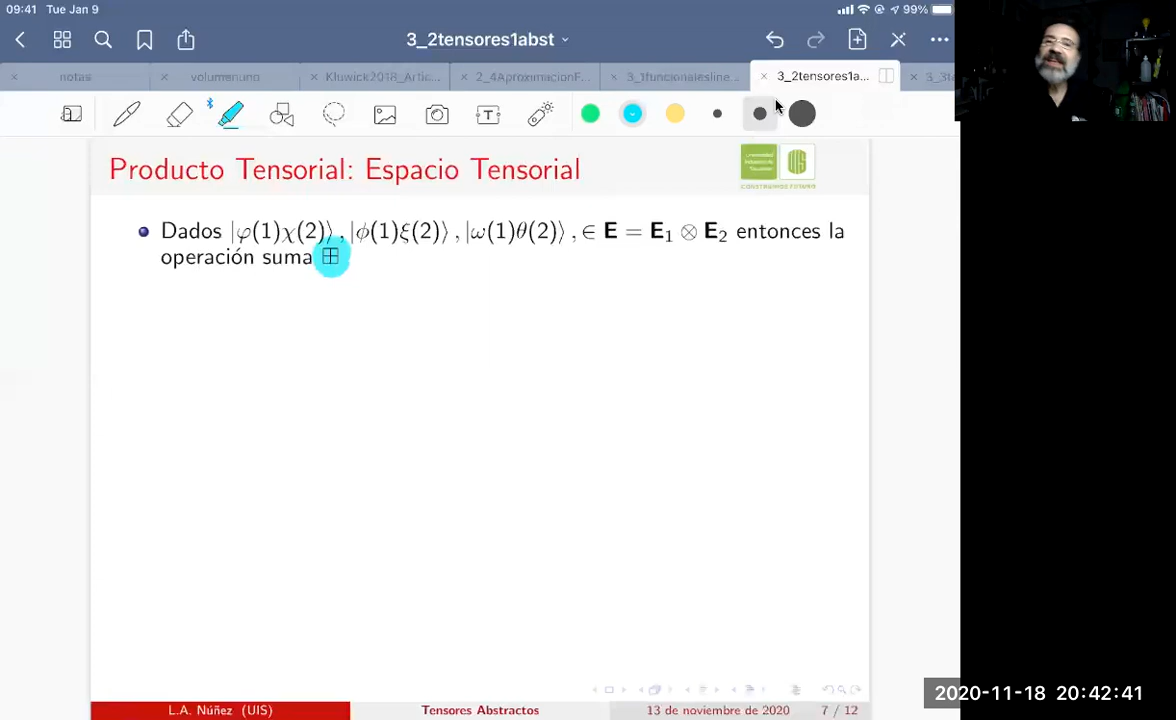 09:41 Tue Jan 9
99%
3_2tensores1abst
notas
volumenuno
Kluwick2018_Artic...
2_4AproximacionF...
3_1funcionalesline...
3_2tensores1a...
Producto Tensorial: Espacio Tensorial
CONSTRUIMOS FUTURO
Dados |φ(1)χ(2)⟩, |ϕ(1)ξ(2)⟩, |ω(1)θ(2)⟩, ∈ E = E₁ ⊗ E₂ entonces la
operación suma ⊞
L.A. Núñez (UIS)
Tensores Abstractos
13 de noviembre de 2020
7 / 12
2020-11-18 20:42:41